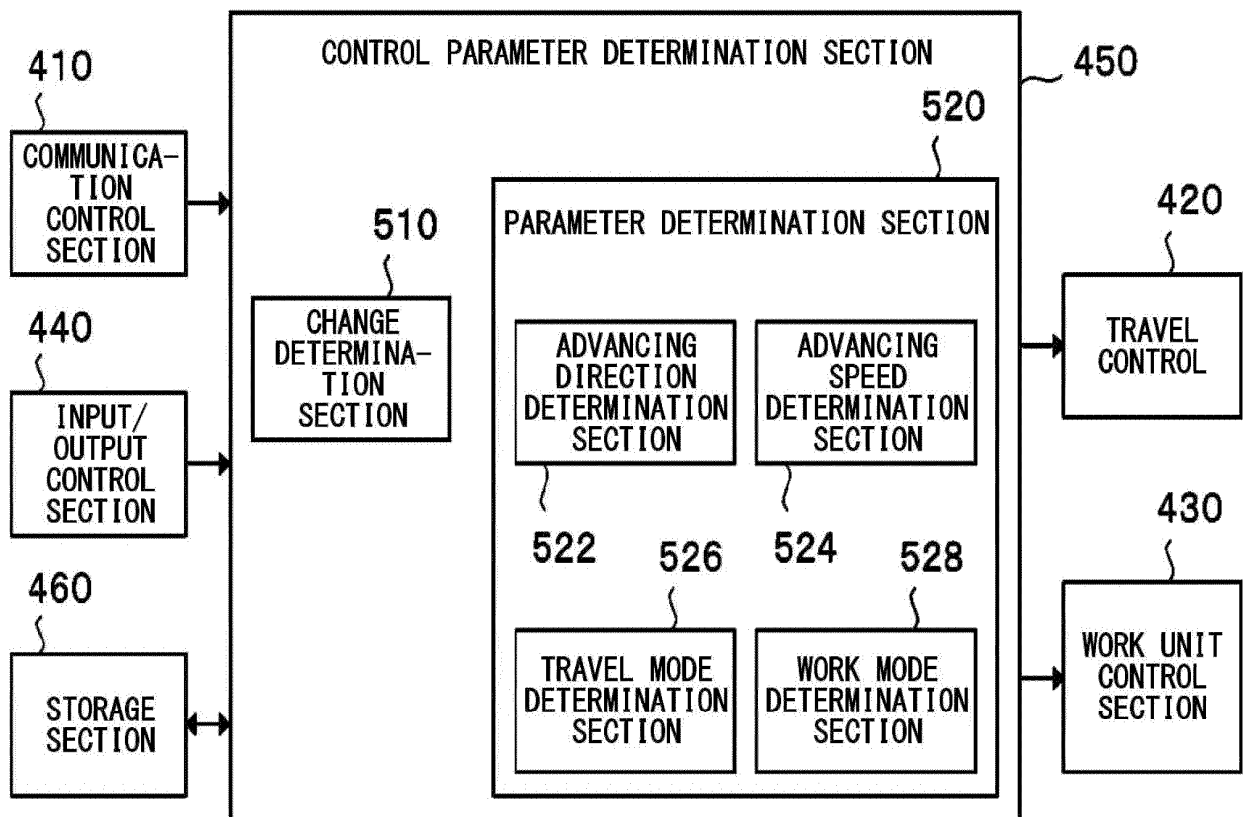 CONTROL PARAMETER DETERMINATION SECTION
450
410
COMMUNICA-
TION
CONTROL
SECTION
440
INPUT/
OUTPUT
CONTROL
SECTION
460
STORAGE
SECTION
510
CHANGE
DETERMINA-
TION
SECTION
520
PARAMETER DETERMINATION SECTION
ADVANCING
DIRECTION
DETERMINATION
SECTION
522
ADVANCING
SPEED
DETERMINATION
SECTION
524
526
TRAVEL MODE
DETERMINATION
SECTION
528
WORK MODE
DETERMINATION
SECTION
420
TRAVEL
CONTROL
430
WORK UNIT
CONTROL
SECTION